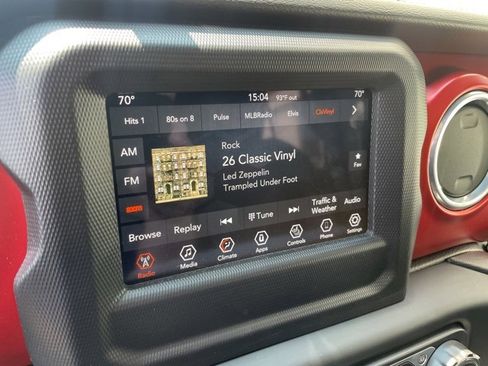 70° 15:04 93°F out 70°
Hits 1 80s on 8 Pulse MLBRadio Elvis ClsVinyl
AM
FM
Rock
26 Classic Vinyl
Led Zeppelin
Trampled Under Foot
Fav
Browse Replay Tune Traffic & Weather Audio
Radio Media Climate Apps Controls Phone Settings